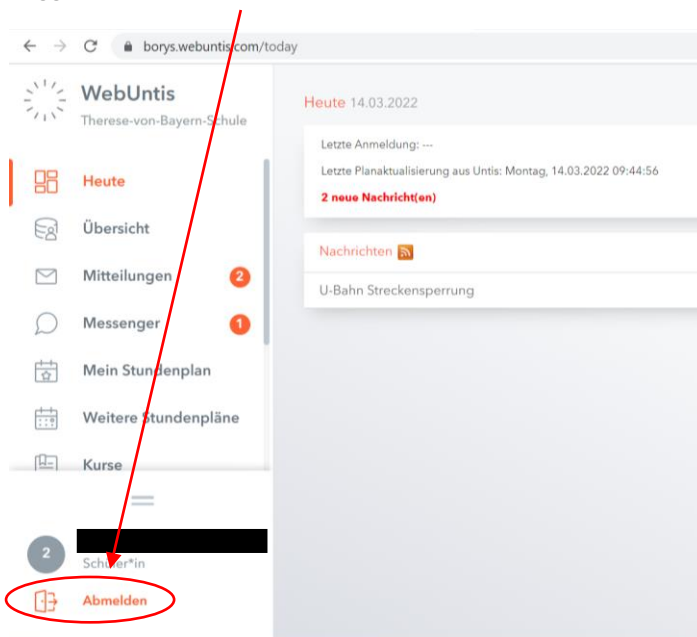 borys.webuntis.com/today
WebUntis
Therese-von-Bayern-Schule
Heute
Übersicht
Mitteilungen 2
Messenger 1
Mein Stundenplan
Weitere Stundenpläne
Kurse
2
Schüler*in
Abmelden
Heute 14.03.2022
Letzte Anmeldung: ---
Letzte Planaktualisierung aus Untis: Montag, 14.03.2022 09:44:56
2 neue Nachricht(en)
Nachrichten
U-Bahn Streckensperrung